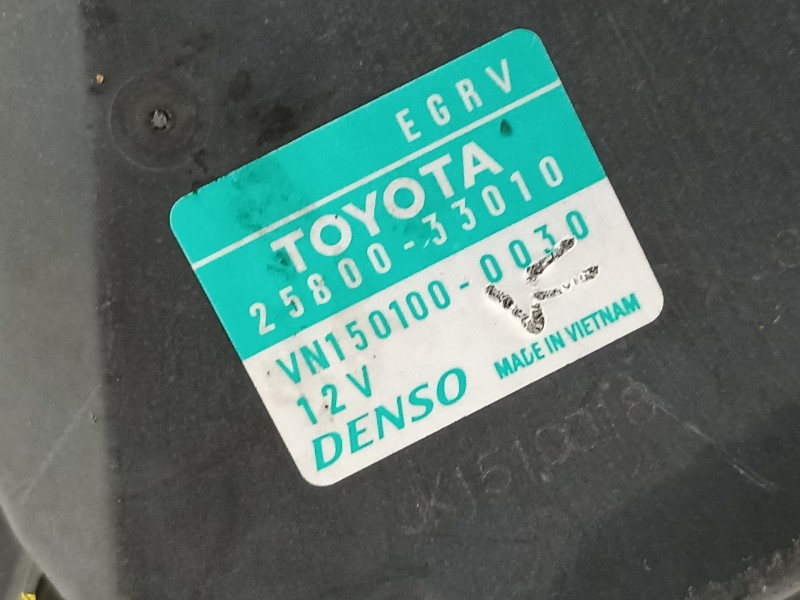 EGRV
TOYOTA
25800-33010
VN150100-0030
12V
DENSO MADE IN VIETNAM